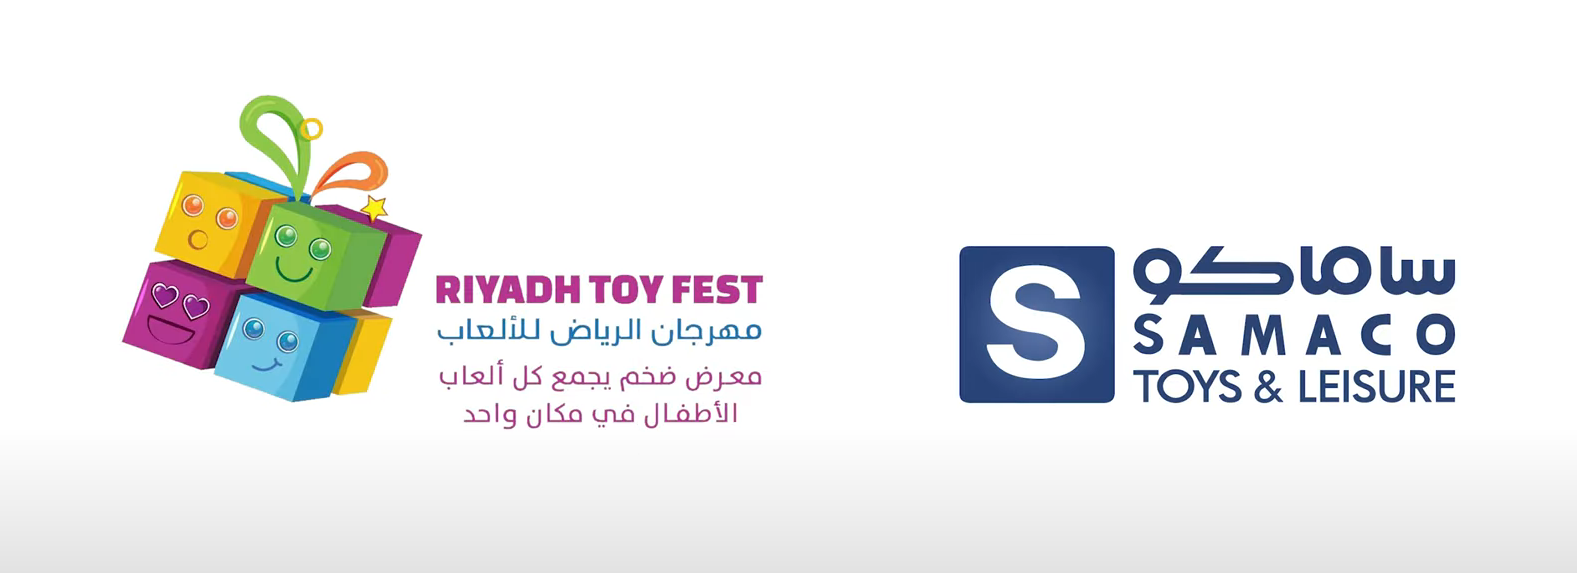 RIYADH TOY FEST
مهرجان الرياض للألعاب
معرض ضخم يجمع كل ألعاب
الأطفال في مكان واحد
S
ساماكو
SAMACO
TOYS & LEISURE